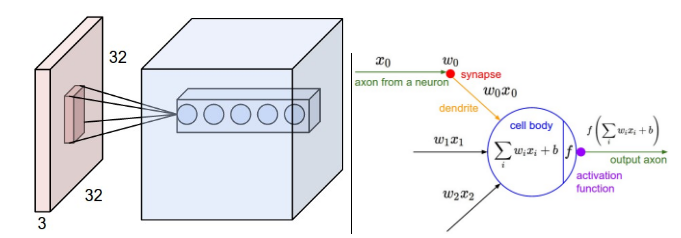 32
32
3
x₀
w₀
synapse
axon from a neuron
w₀x₀
dendrite
cell body
w₁x₁
∑ᵢ wᵢxᵢ + b
f
f(∑ᵢ wᵢxᵢ + b)
output axon
activation
function
w₂x₂